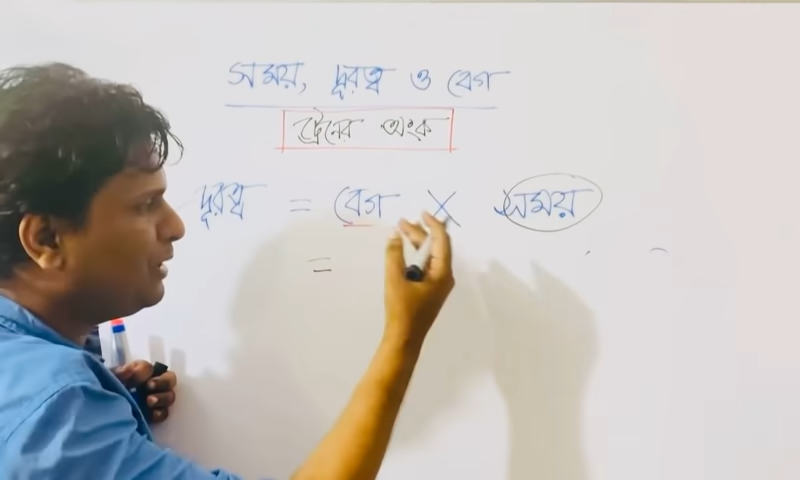 সময়, দূরত্ব ও বেগ
ট্রেনের অংক
দূরত্ব = বেগ × সময়
=